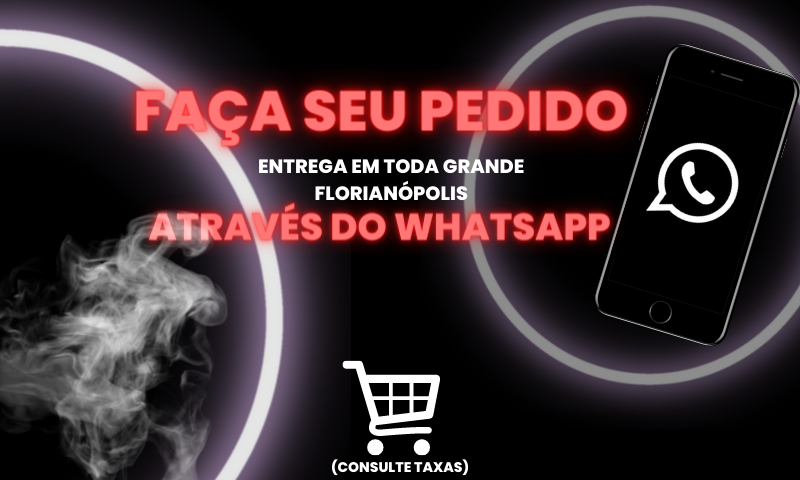 FAÇA SEU PEDIDO
ENTREGA EM TODA GRANDE
FLORIANÓPOLIS
ATRAVÉS DO WHATSAPP
(CONSULTE TAXAS)